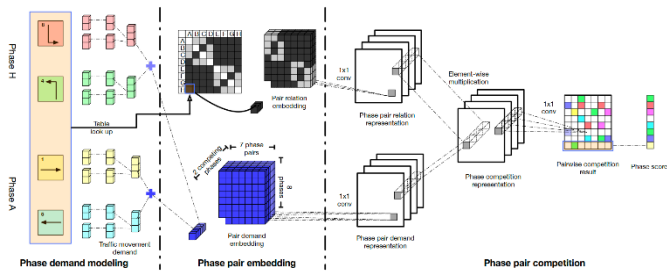 Phase H
Phase A
Table
look up
Traffic movement
demand
Phase demand modeling
A B C D E F G H
A
B
C
D
E
F
G
H
Pair relation
embedding
2 competing
phases
7 phase
pairs
8
phases
Pair demand
embedding
Phase pair embedding
1x1
conv
Phase pair relation
representation
Element-wise
multiplication
1x1
conv
Phase pair demand
representation
Phase competition
representation
1x1
conv
Pairwise competition
result
Phase score
Phase pair competition